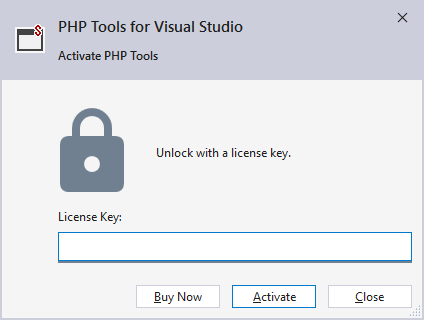 PHP Tools for Visual Studio
Activate PHP Tools
Unlock with a license key.
License Key:
Buy Now
Activate
Close